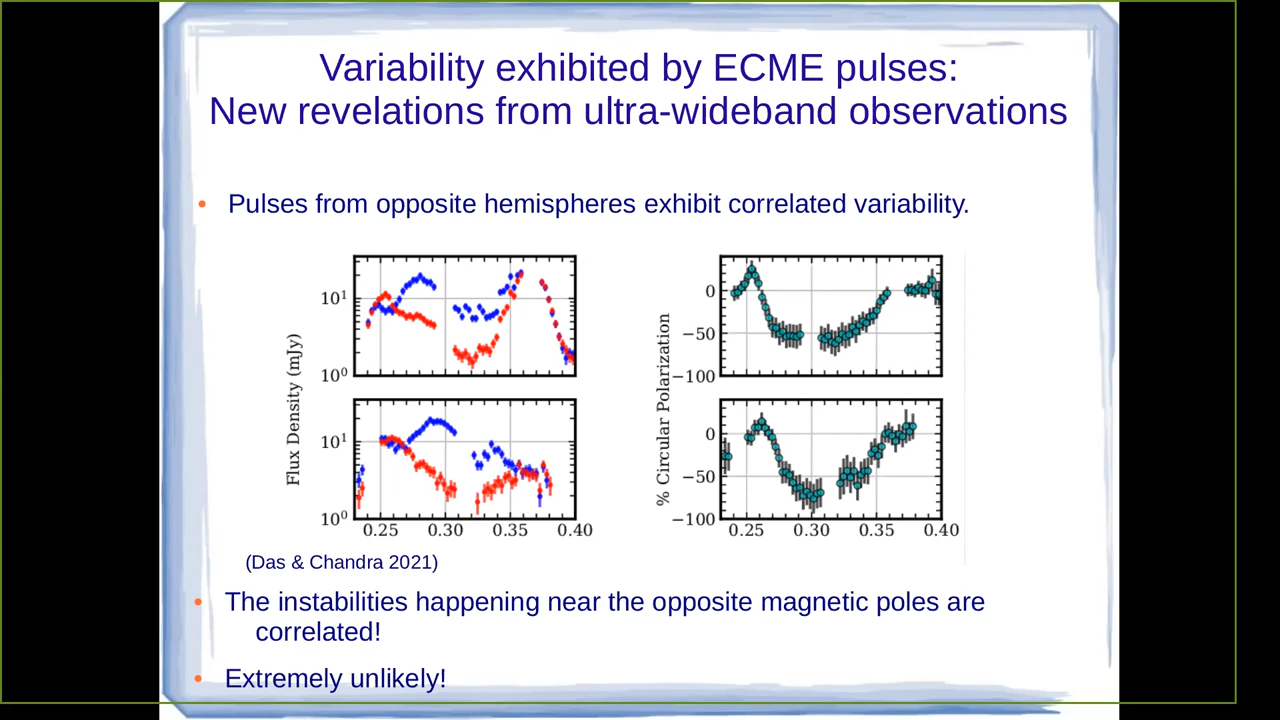 Variability exhibited by ECME pulses:
New revelations from ultra-wideband observations
• Pulses from opposite hemispheres exhibit correlated variability.
Flux Density (mJy)
10¹
10⁰
10¹
10⁰
0.25 0.30 0.35 0.40
% Circular Polarization
0
−50
−100
0
−50
−100
0.25 0.30 0.35 0.40
(Das & Chandra 2021)
• The instabilities happening near the opposite magnetic poles are
correlated!
• Extremely unlikely!